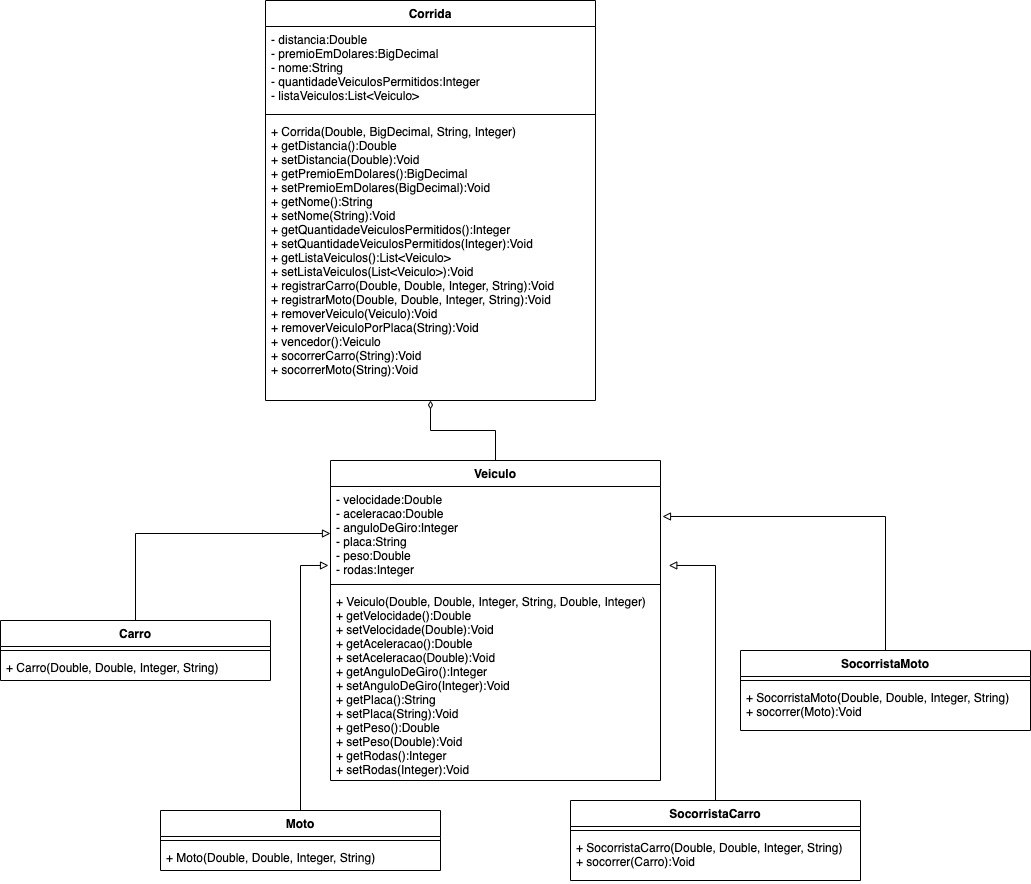 Corrida
- distancia:Double
- premioEmDolares:BigDecimal
- nome:String
- quantidadeVeiculosPermitidos:Integer
- listaVeiculos:List<Veiculo>
+ Corrida(Double, BigDecimal, String, Integer)
+ getDistancia():Double
+ setDistancia(Double):Void
+ getPremioEmDolares():BigDecimal
+ setPremioEmDolares(BigDecimal):Void
+ getNome():String
+ setNome(String):Void
+ getQuantidadeVeiculosPermitidos():Integer
+ setQuantidadeVeiculosPermitidos(Integer):Void
+ getListaVeiculos():List<Veiculo>
+ setListaVeiculos(List<Veiculo>):Void
+ registrarCarro(Double, Double, Integer, String):Void
+ registrarMoto(Double, Double, Integer, String):Void
+ removerVeiculo(Veiculo):Void
+ removerVeiculoPorPlaca(String):Void
+ vencedor():Veiculo
+ socorrerCarro(String):Void
+ socorrerMoto(String):Void
Veiculo
- velocidade:Double
- aceleracao:Double
- anguloDeGiro:Integer
- placa:String
- peso:Double
- rodas:Integer
+ Veiculo(Double, Double, Integer, String, Double, Integer)
+ getVelocidade():Double
+ setVelocidade(Double):Void
+ getAceleracao():Double
+ setAceleracao(Double):Void
+ getAnguloDeGiro():Integer
+ setAnguloDeGiro(Integer):Void
+ getPlaca():String
+ setPlaca(String):Void
+ getPeso():Double
+ setPeso(Double):Void
+ getRodas():Integer
+ setRodas(Integer):Void
Carro
+ Carro(Double, Double, Integer, String)
SocorristaMoto
+ SocorristaMoto(Double, Double, Integer, String)
+ socorrer(Moto):Void
Moto
+ Moto(Double, Double, Integer, String)
SocorristaCarro
+ SocorristaCarro(Double, Double, Integer, String)
+ socorrer(Carro):Void